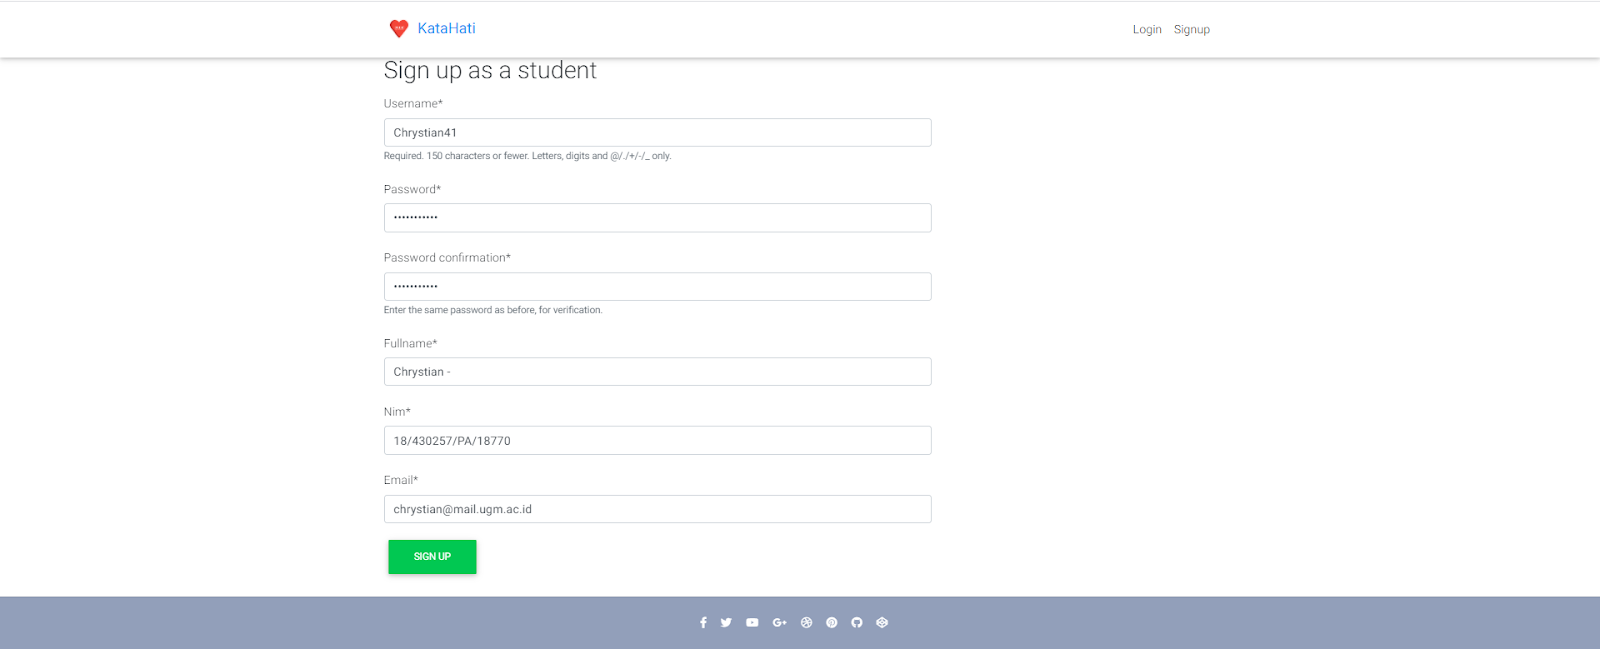 KataHati
Login Signup
Sign up as a student
Username*
Chrystian41
Required. 150 characters or fewer. Letters, digits and @/./+/-/_ only.
Password*
•••••••••••
Password confirmation*
•••••••••••
Enter the same password as before, for verification.
Fullname*
Chrystian -
Nim*
18/430257/PA/18770
Email*
chrystian@mail.ugm.ac.id
SIGN UP